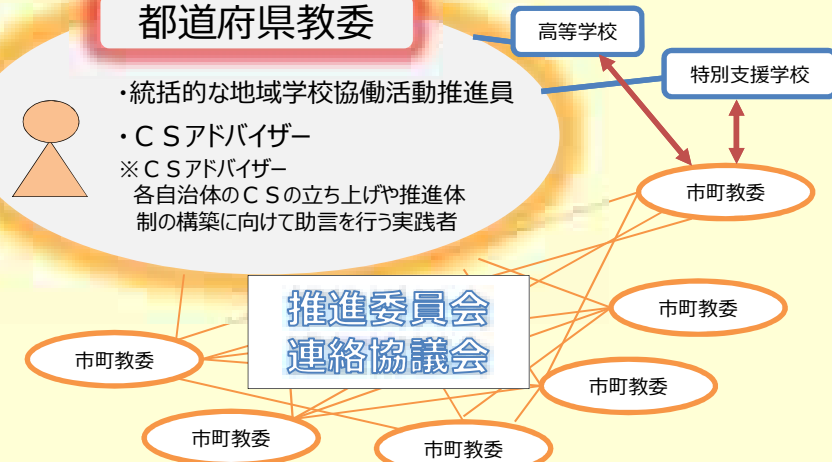 都道府県教委
高等学校
特別支援学校
・統括的な地域学校協働活動推進員
・ＣＳアドバイザー
※ＣＳアドバイザー
各自治体のＣＳの立ち上げや推進体
制の構築に向けて助言を行う実践者
市町教委
推進委員会
連絡協議会
市町教委
市町教委
市町教委
市町教委
市町教委